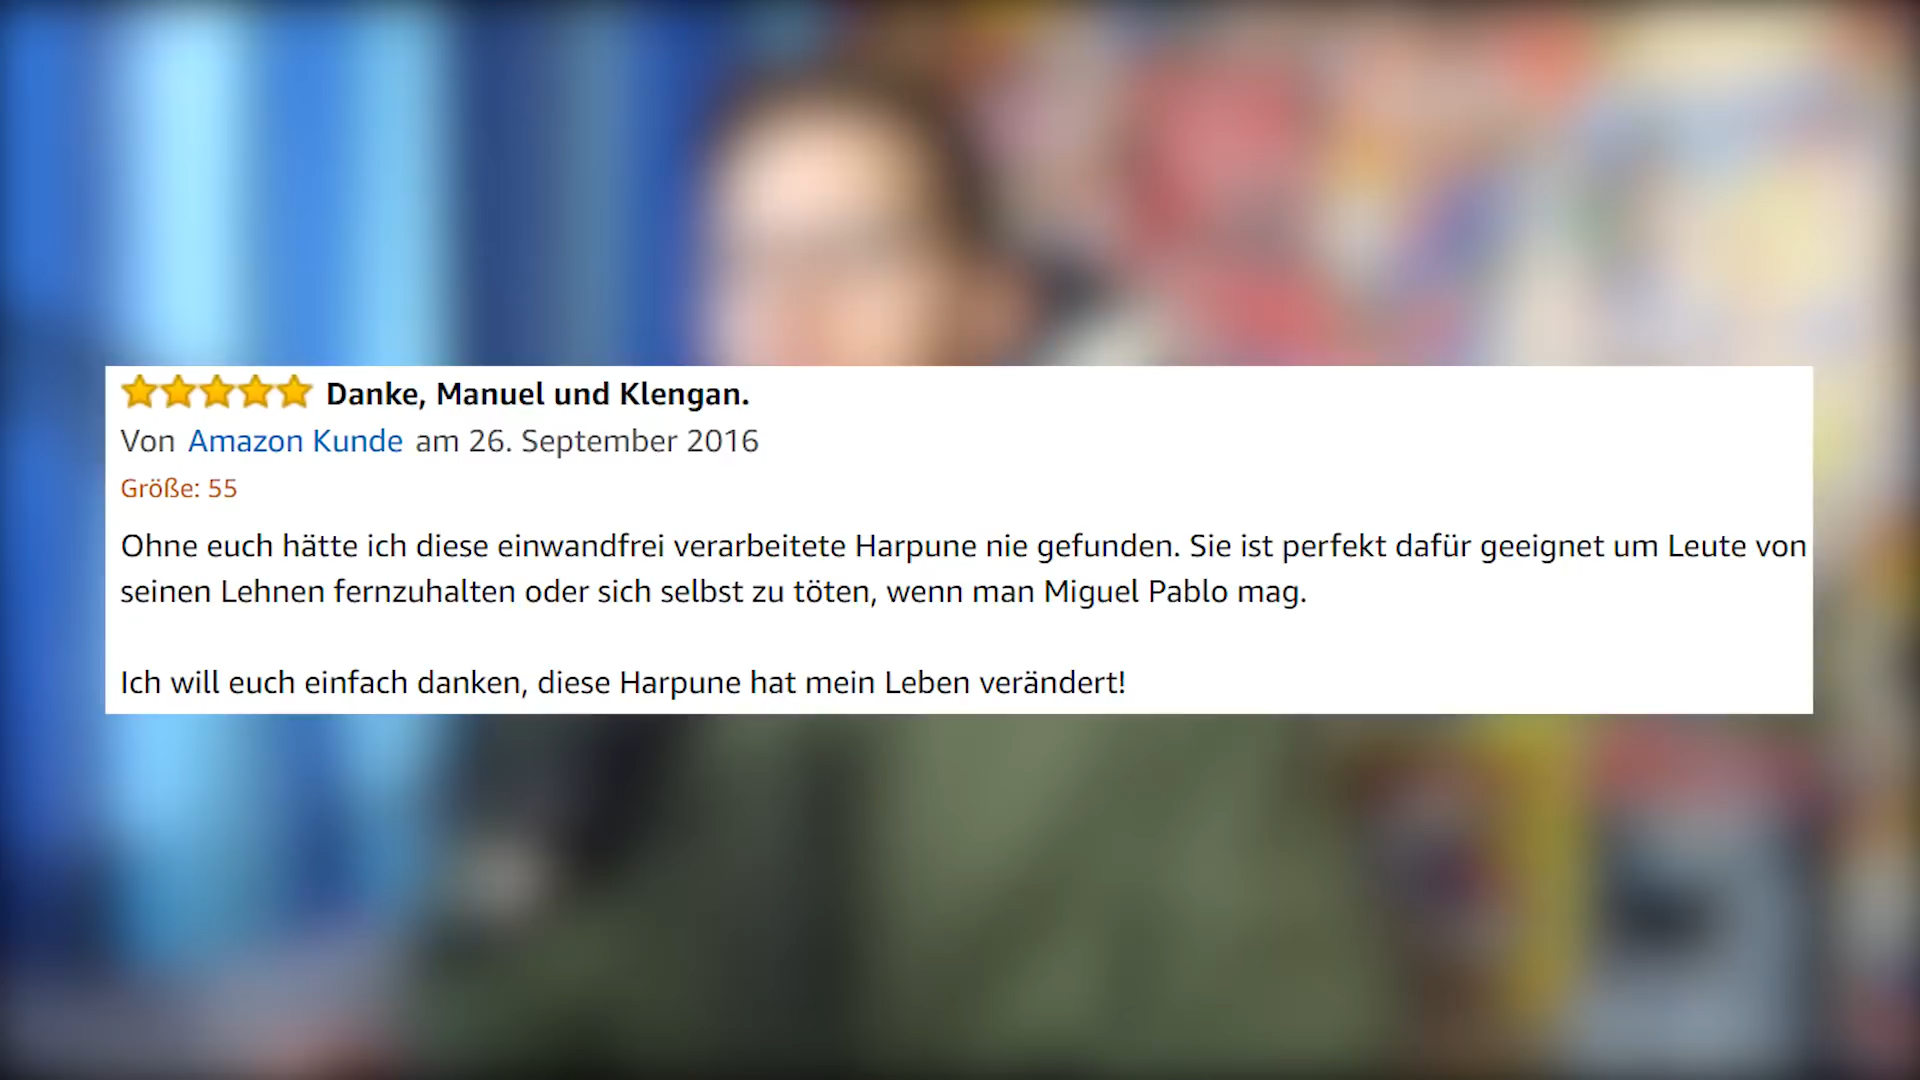 Danke, Manuel und Klengan.
Von Amazon Kunde am 26. September 2016
Größe: 55
Ohne euch hätte ich diese einwandfrei verarbeitete Harpune nie gefunden. Sie ist perfekt dafür geeignet um Leute von
seinen Lehnen fernzuhalten oder sich selbst zu töten, wenn man Miguel Pablo mag.
Ich will euch einfach danken, diese Harpune hat mein Leben verändert!